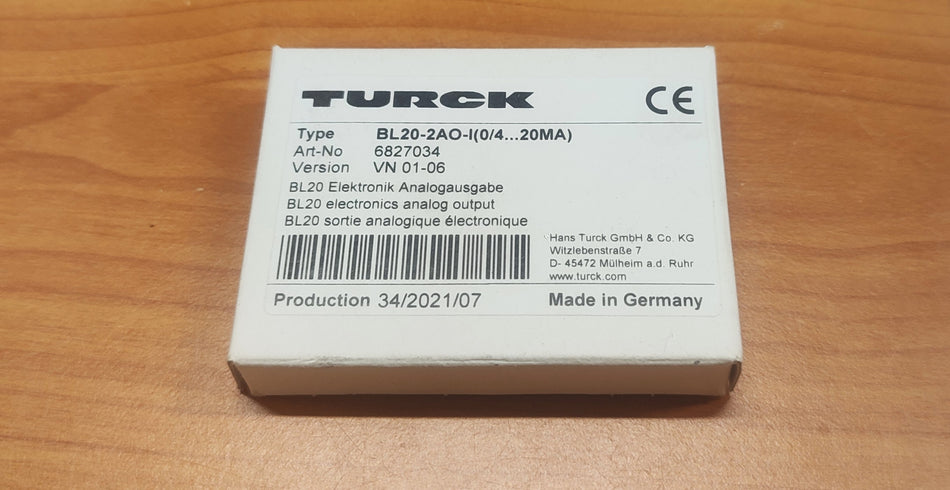 TURCK CE
Type BL20-2AO-I(0/4...20MA)
Art-No 6827034
Version VN 01-06
BL20 Elektronik Analogausgabe
BL20 electronics analog output
BL20 sortie analogique électronique
Hans Turck GmbH & Co. KG
Witzlebenstraße 7
D- 45472 Mülheim a.d. Ruhr
www.turck.com
Production 34/2021/07 Made in Germany